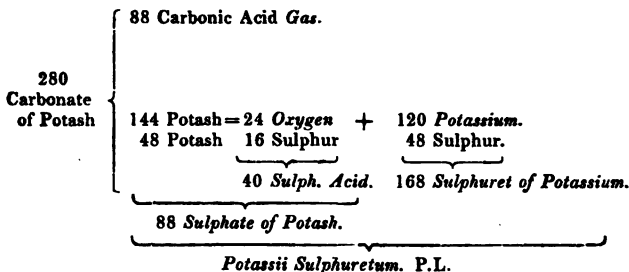 88 Carbonic Acid Gas.
280
Carbonate
of Potash
144 Potash = 24 Oxygen + 120 Potassium.
48 Potash 16 Sulphur 48 Sulphur.
40 Sulph. Acid. 168 Sulphuret of Potassium.
88 Sulphate of Potash.
Potassii Sulphuretum. P.L.